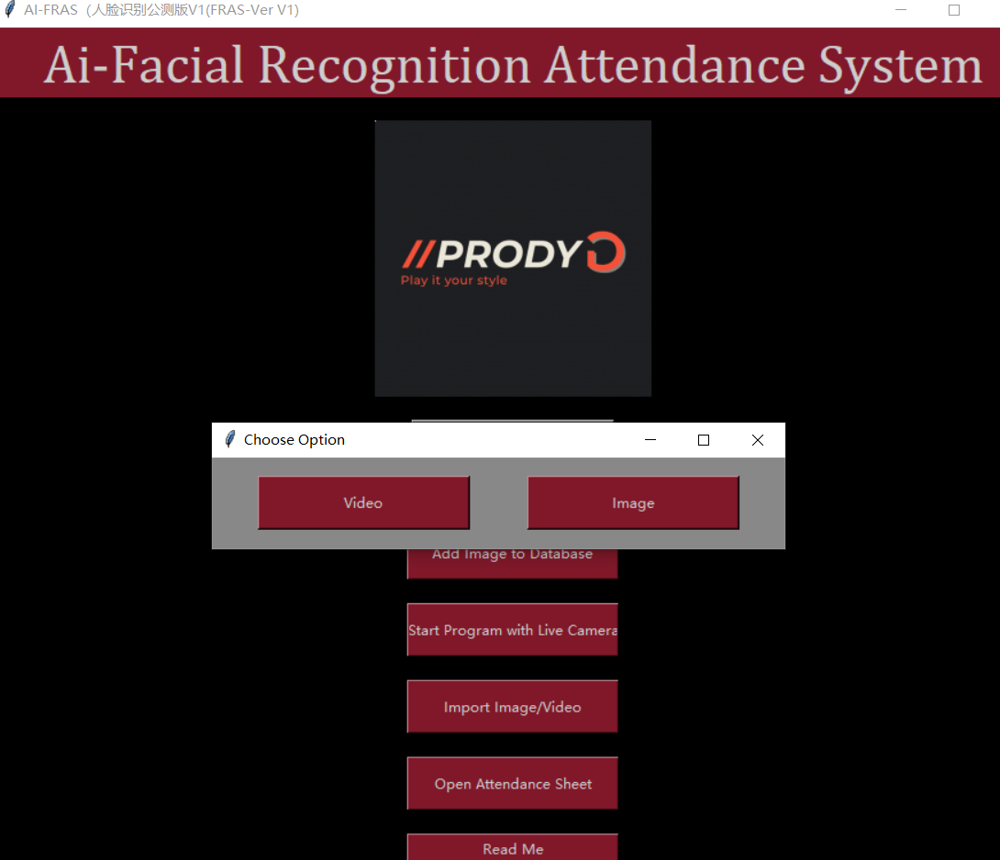 AI-FRAS (人脸识别公测版V1(FRAS-Ver V1)
Ai-Facial Recognition Attendance System
//PRODY
Play it your style
Choose Option
Video
Image
Add Image to Database
Start Program with Live Camera
Import Image/Video
Open Attendance Sheet
Read Me